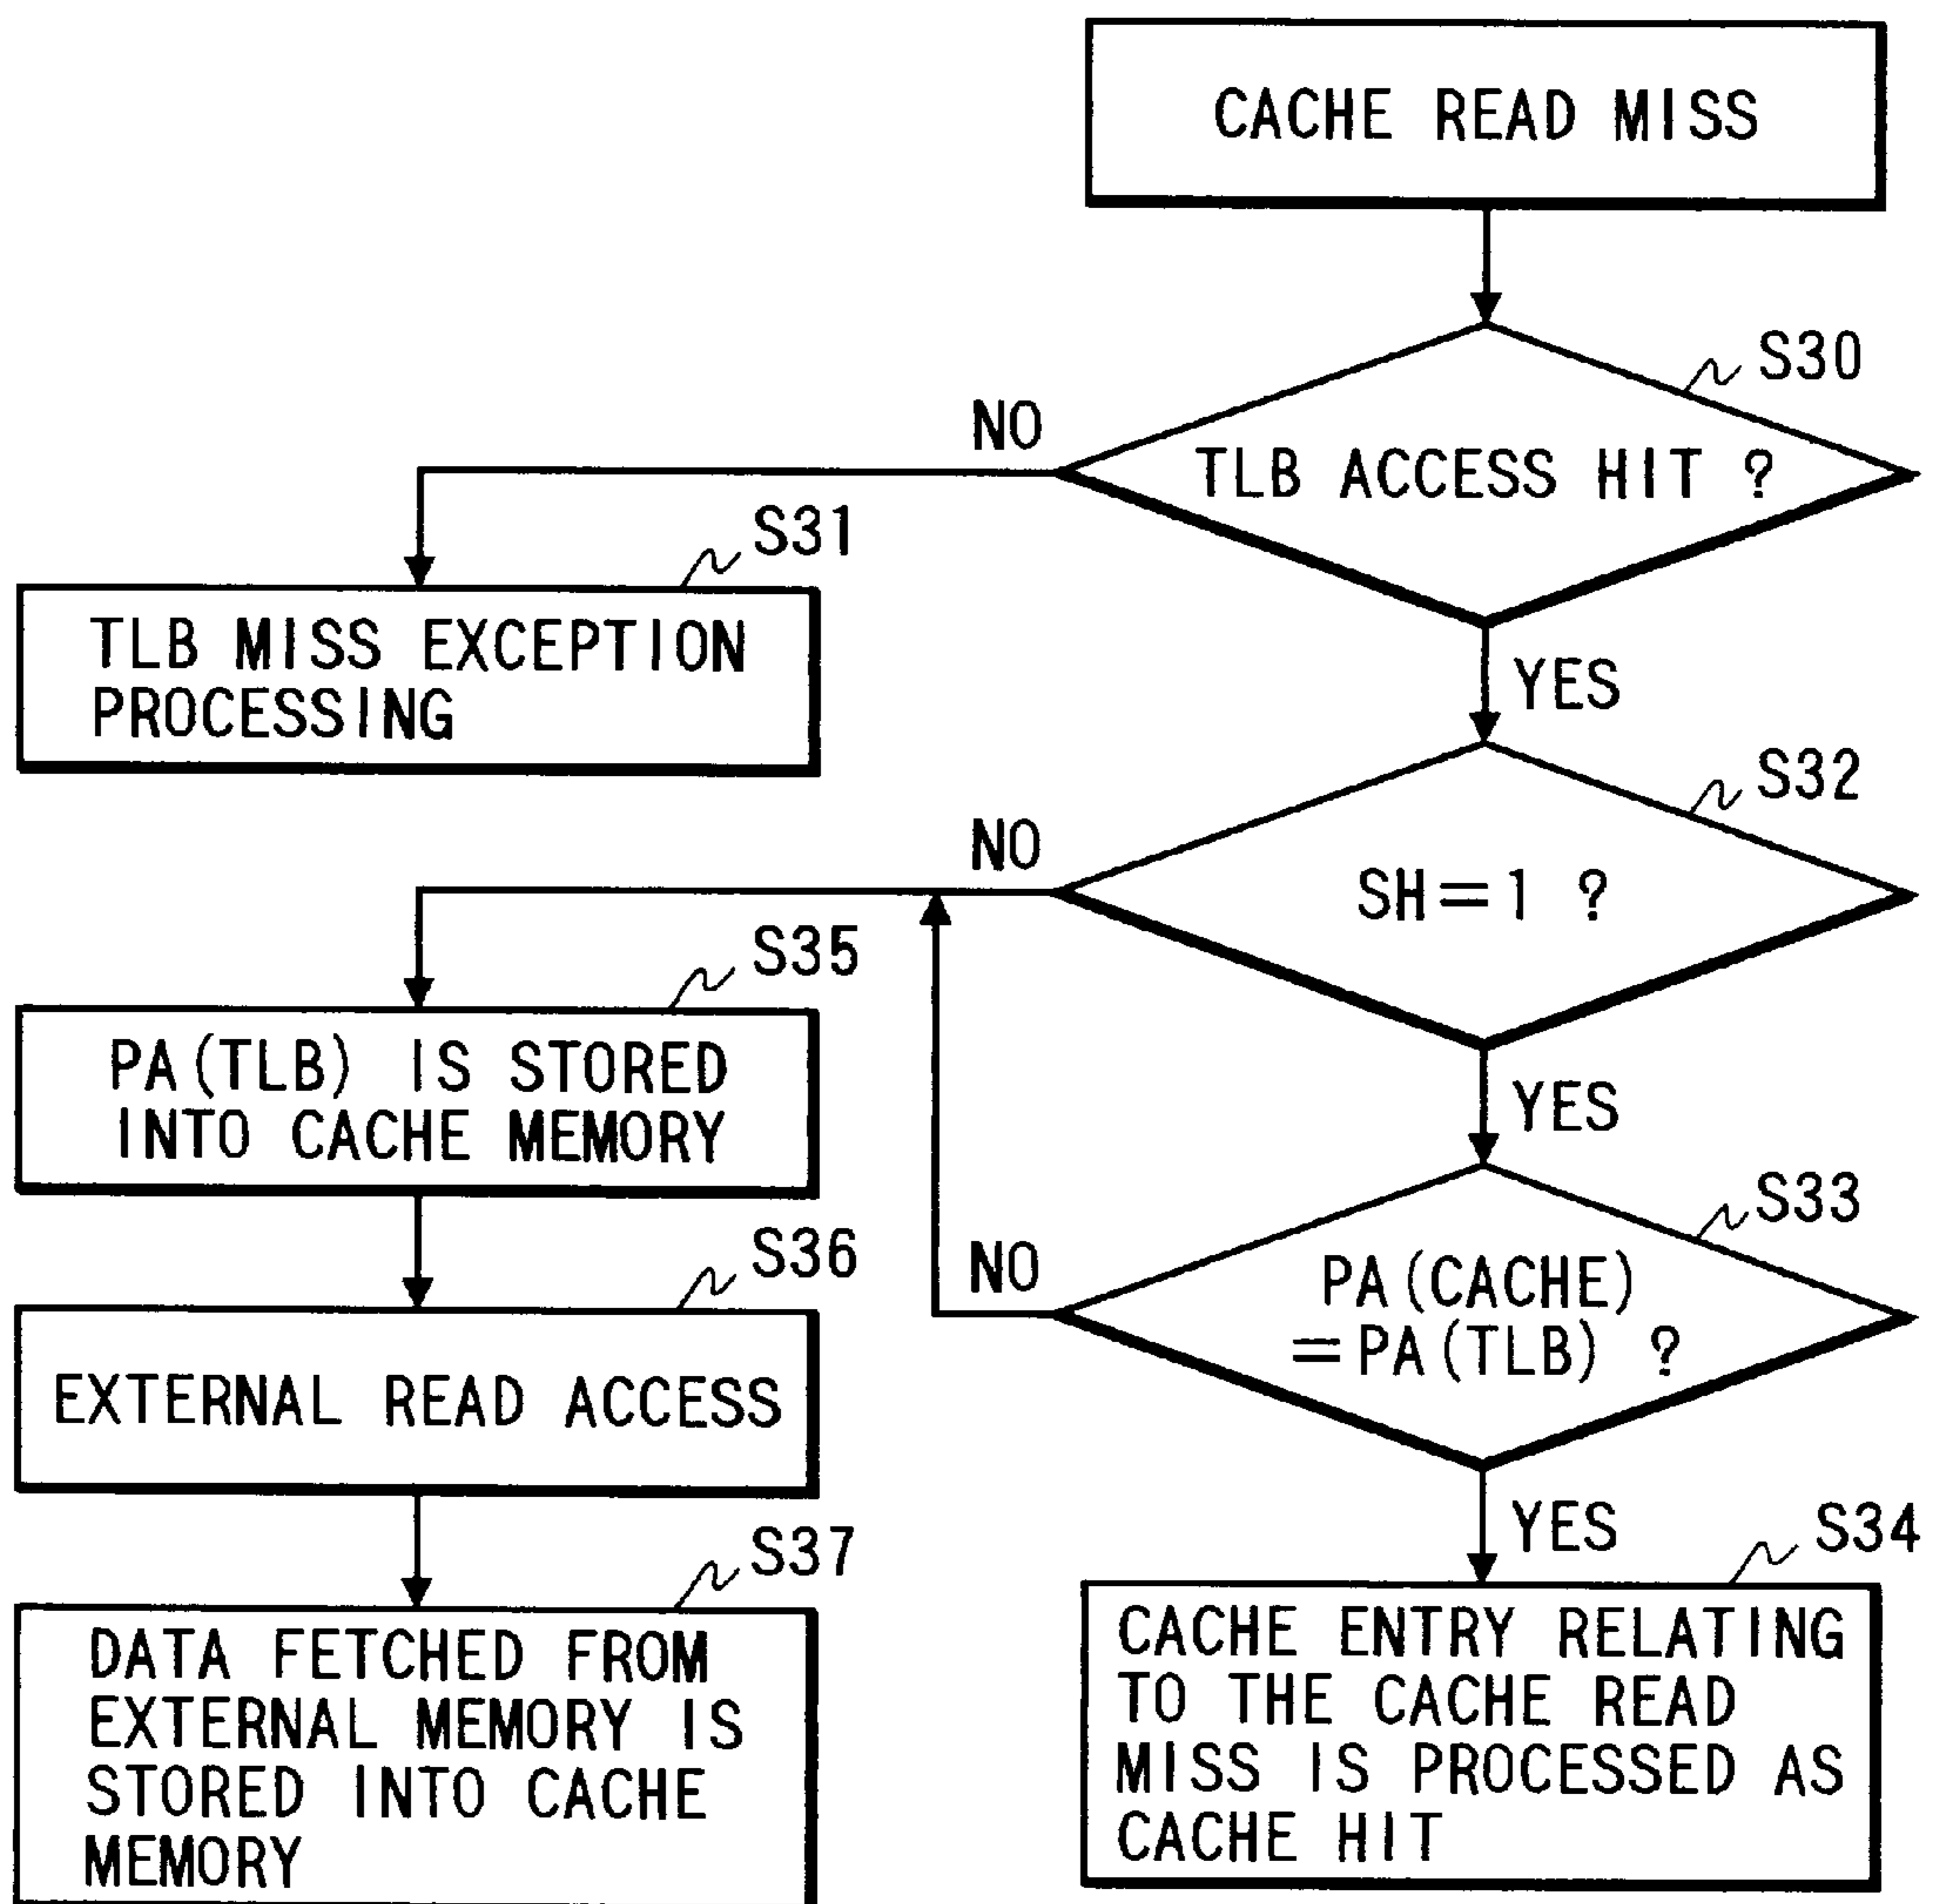 CACHE READ MISS
S30
NO
TLB ACCESS HIT ?
S31
TLB MISS EXCEPTION
PROCESSING
YES
S32
NO
SH=1 ?
S35
PA(TLB) IS STORED
INTO CACHE MEMORY
YES
S33
NO
PA(CACHE)
=PA(TLB) ?
S36
EXTERNAL READ ACCESS
YES
S34
S37
DATA FETCHED FROM
EXTERNAL MEMORY IS
STORED INTO CACHE
MEMORY
CACHE ENTRY RELATING
TO THE CACHE READ
MISS IS PROCESSED AS
CACHE HIT